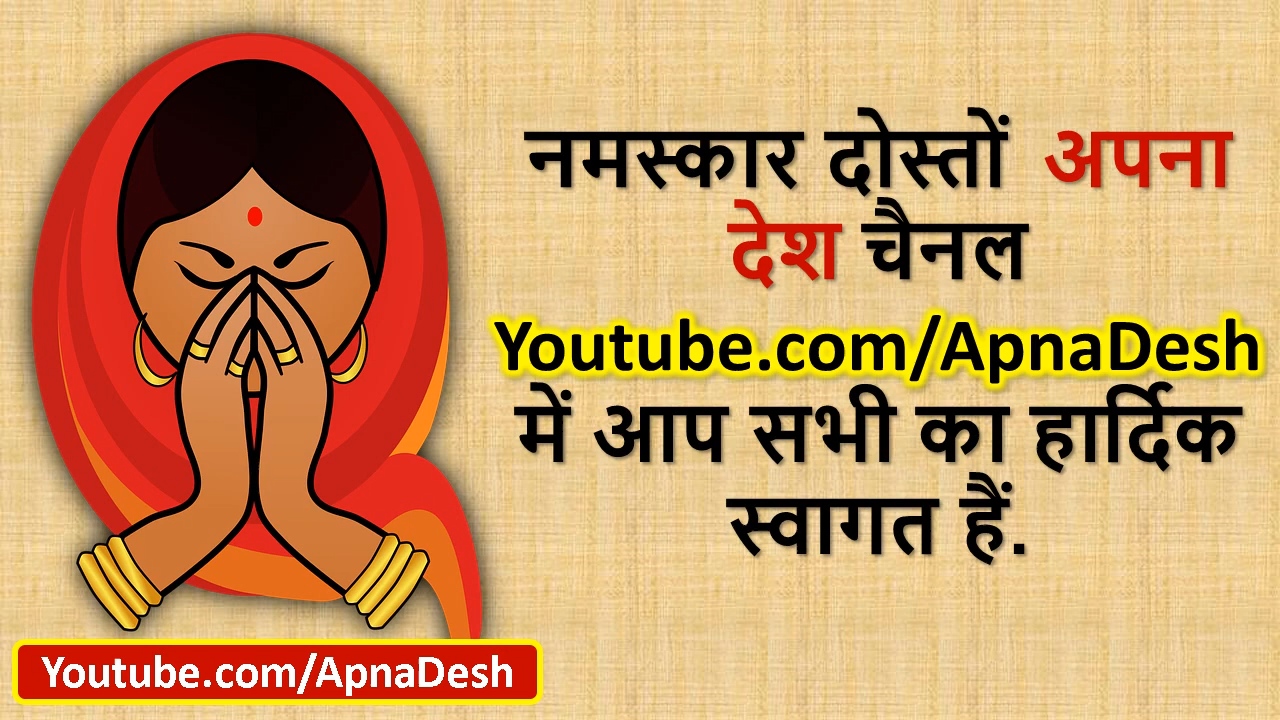 नमस्कार दोस्तों अपना
देश चैनल
Youtube.com/ApnaDesh
में आप सभी का हार्दिक
स्वागत हैं.
Youtube.com/ApnaDesh